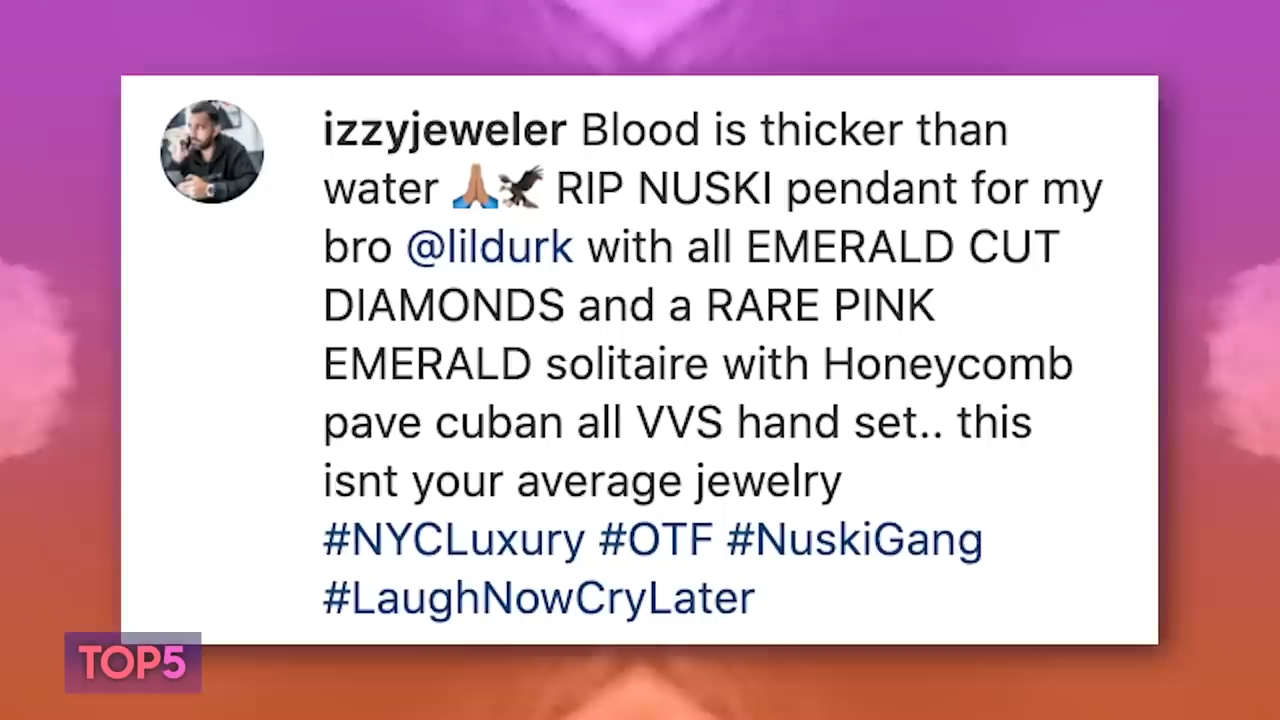 izzyjeweler Blood is thicker than
water 🙏🏽🦅 RIP NUSKI pendant for my
bro @lildurk with all EMERALD CUT
DIAMONDS and a RARE PINK
EMERALD solitaire with Honeycomb
pave cuban all VVS hand set.. this
isnt your average jewelry
#NYCLuxury #OTF #NuskiGang
#LaughNowCryLater
TOP5